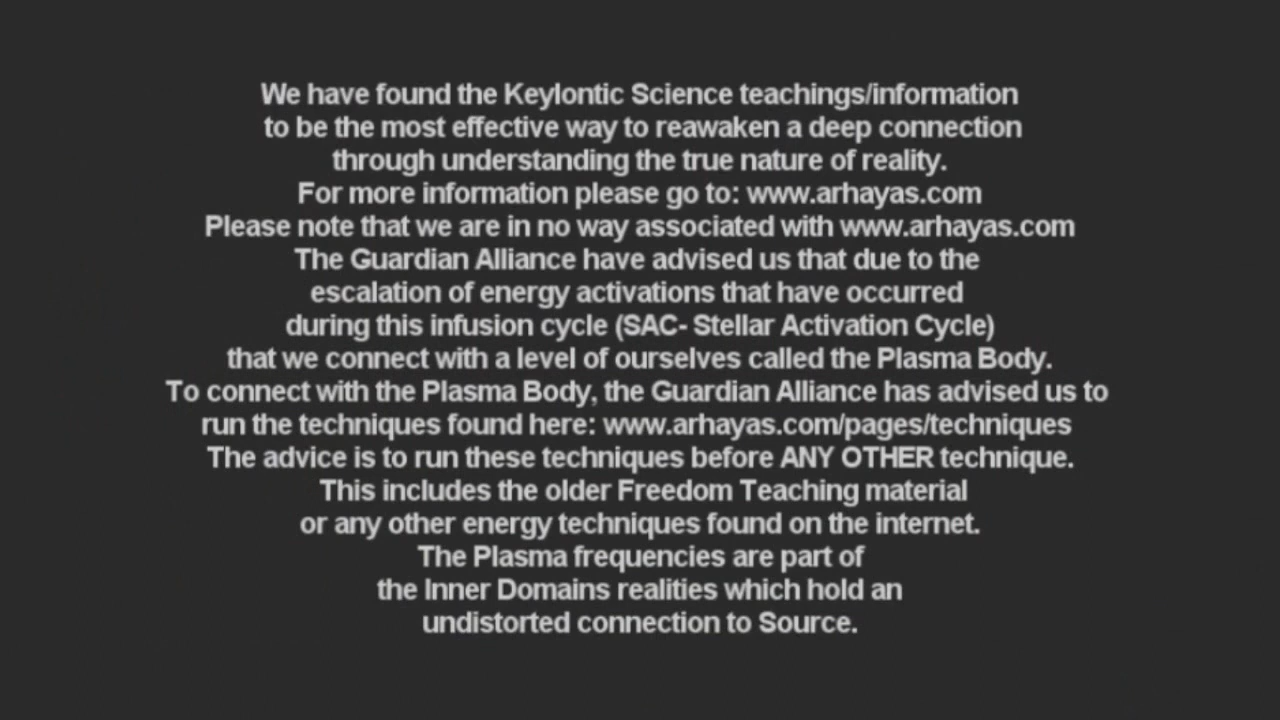 We have found the Keylontic Science teachings/information
to be the most effective way to reawaken a deep connection
through understanding the true nature of reality.
For more information please go to: www.arhayas.com
Please note that we are in no way associated with www.arhayas.com
The Guardian Alliance have advised us that due to the
escalation of energy activations that have occurred
during this infusion cycle (SAC- Stellar Activation Cycle)
that we connect with a level of ourselves called the Plasma Body.
To connect with the Plasma Body, the Guardian Alliance has advised us to
run the techniques found here: www.arhayas.com/pages/techniques
The advice is to run these techniques before ANY OTHER technique.
This includes the older Freedom Teaching material
or any other energy techniques found on the internet.
The Plasma frequencies are part of
the Inner Domains realities which hold an
undistorted connection to Source.